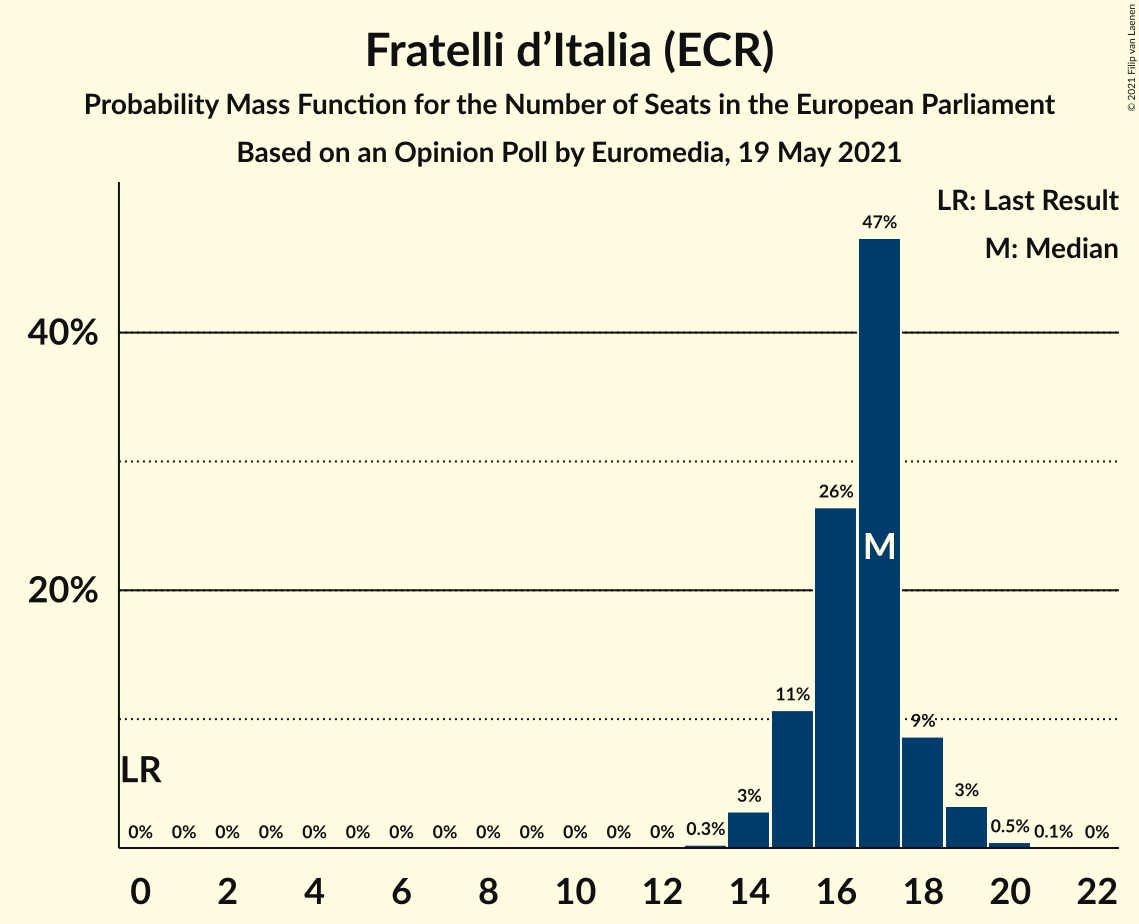 Fratelli d’Italia (ECR)
Probability Mass Function for the Number of Seats in the European Parliament
Based on an Opinion Poll by Euromedia, 19 May 2021
© 2021 Filip van Laenen
LR: Last Result
M: Median
47%
40%
26%
M
20%
11%
9%
LR
3%
3%
0% 0% 0% 0% 0% 0% 0% 0% 0% 0% 0% 0% 0% 0.3% 0.5% 0.1% 0%
0 2 4 6 8 10 12 14 16 18 20 22